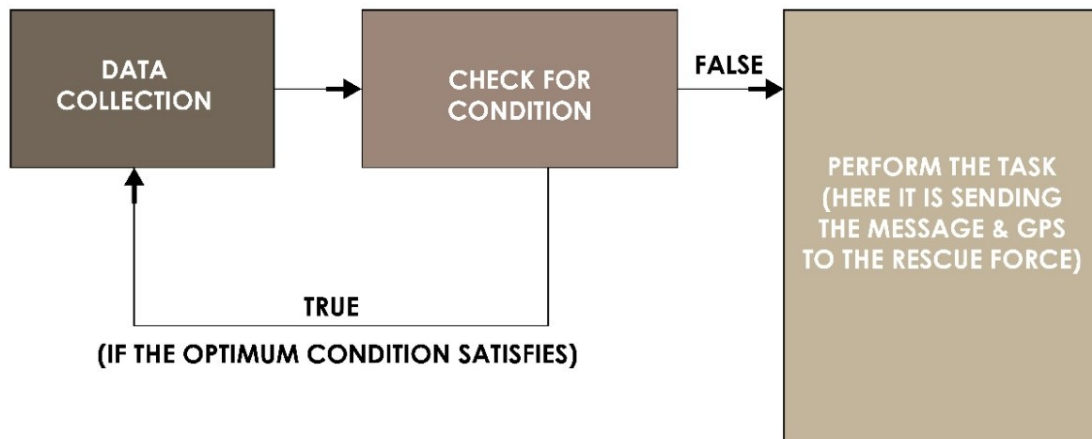 DATA
COLLECTION
CHECK FOR
CONDITION
FALSE
PERFORM THE TASK
(HERE IT IS SENDING
THE MESSAGE & GPS
TO THE RESCUE FORCE)
TRUE
(IF THE OPTIMUM CONDITION SATISFIES)